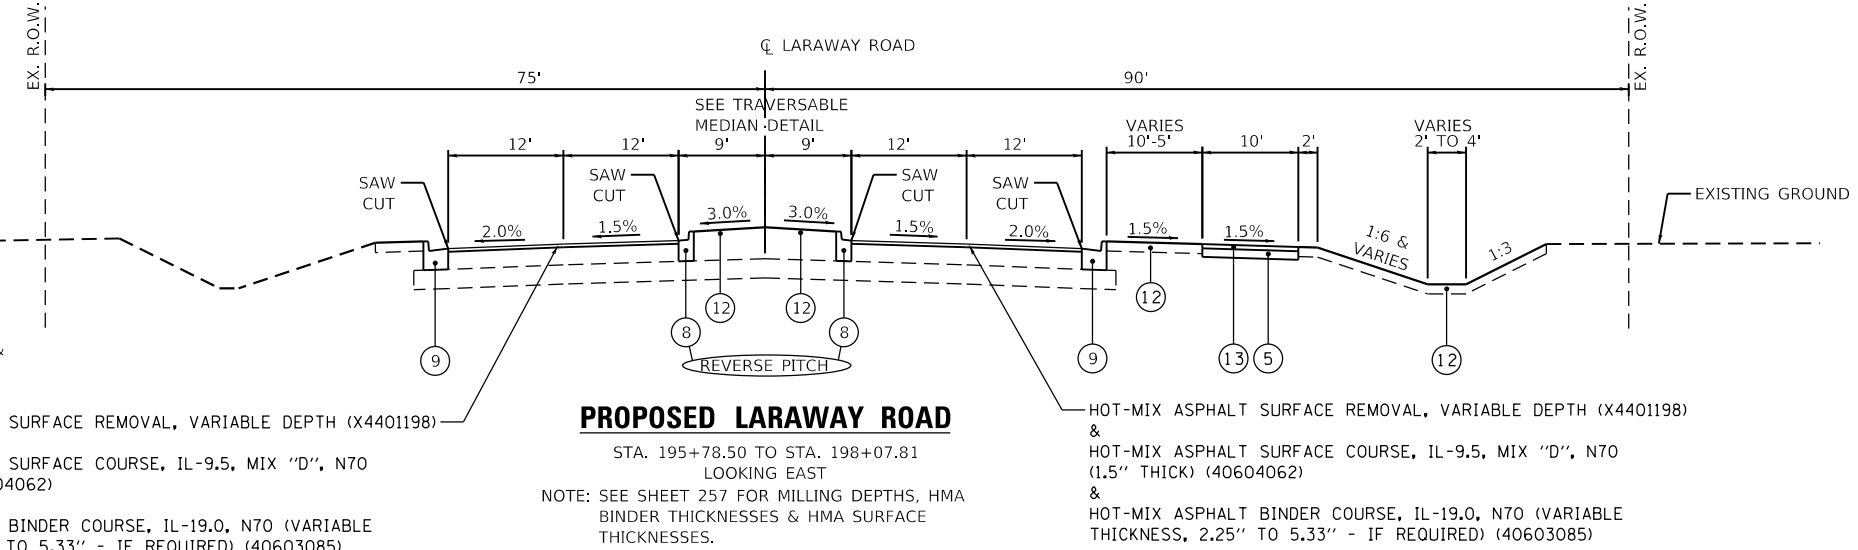 EX. R.O.W.
℄ LARAWAY ROAD
EX. R.O.W.
75'
90'
SEE TRAVERSABLE
MEDIAN DETAIL
VARIES
10'-5'
VARIES
2' TO 4'
12'
12'
9'
9'
12'
12'
10'
2'
SAW
CUT
SAW
CUT
SAW
CUT
SAW
CUT
EXISTING GROUND
2.0%
1.5%
3.0%
3.0%
1.5%
2.0%
1.5%
1.5%
1:6 &
VARIES
1:3
9
8
12
12
8
9
12
13
5
12
REVERSE PITCH
&
SURFACE REMOVAL, VARIABLE DEPTH (X4401198)
SURFACE COURSE, IL-9.5, MIX "D", N70
04062)
BINDER COURSE, IL-19.0, N70 (VARIABLE
TO 5.33" - IF REQUIRED) (40603085)
PROPOSED LARAWAY ROAD
STA. 195+78.50 TO STA. 198+07.81
LOOKING EAST
NOTE: SEE SHEET 257 FOR MILLING DEPTHS, HMA
BINDER THICKNESSES & HMA SURFACE
THICKNESSES.
HOT-MIX ASPHALT SURFACE REMOVAL, VARIABLE DEPTH (X4401198)
&
HOT-MIX ASPHALT SURFACE COURSE, IL-9.5, MIX "D", N70
(1.5" THICK) (40604062)
&
HOT-MIX ASPHALT BINDER COURSE, IL-19.0, N70 (VARIABLE
THICKNESS, 2.25" TO 5.33" - IF REQUIRED) (40603085)